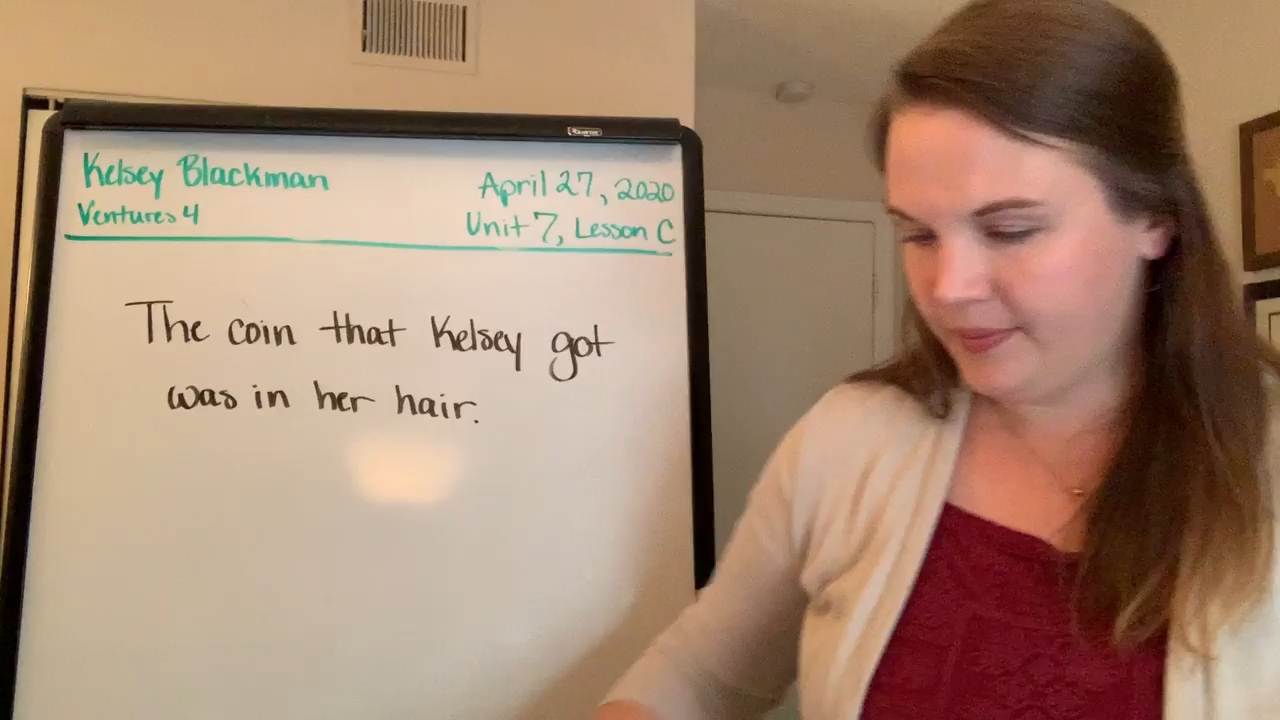 Kelsey Blackman
Ventures 4
April 27, 2020
Unit 7, Lesson C
The coin that Kelsey got
was in her hair.